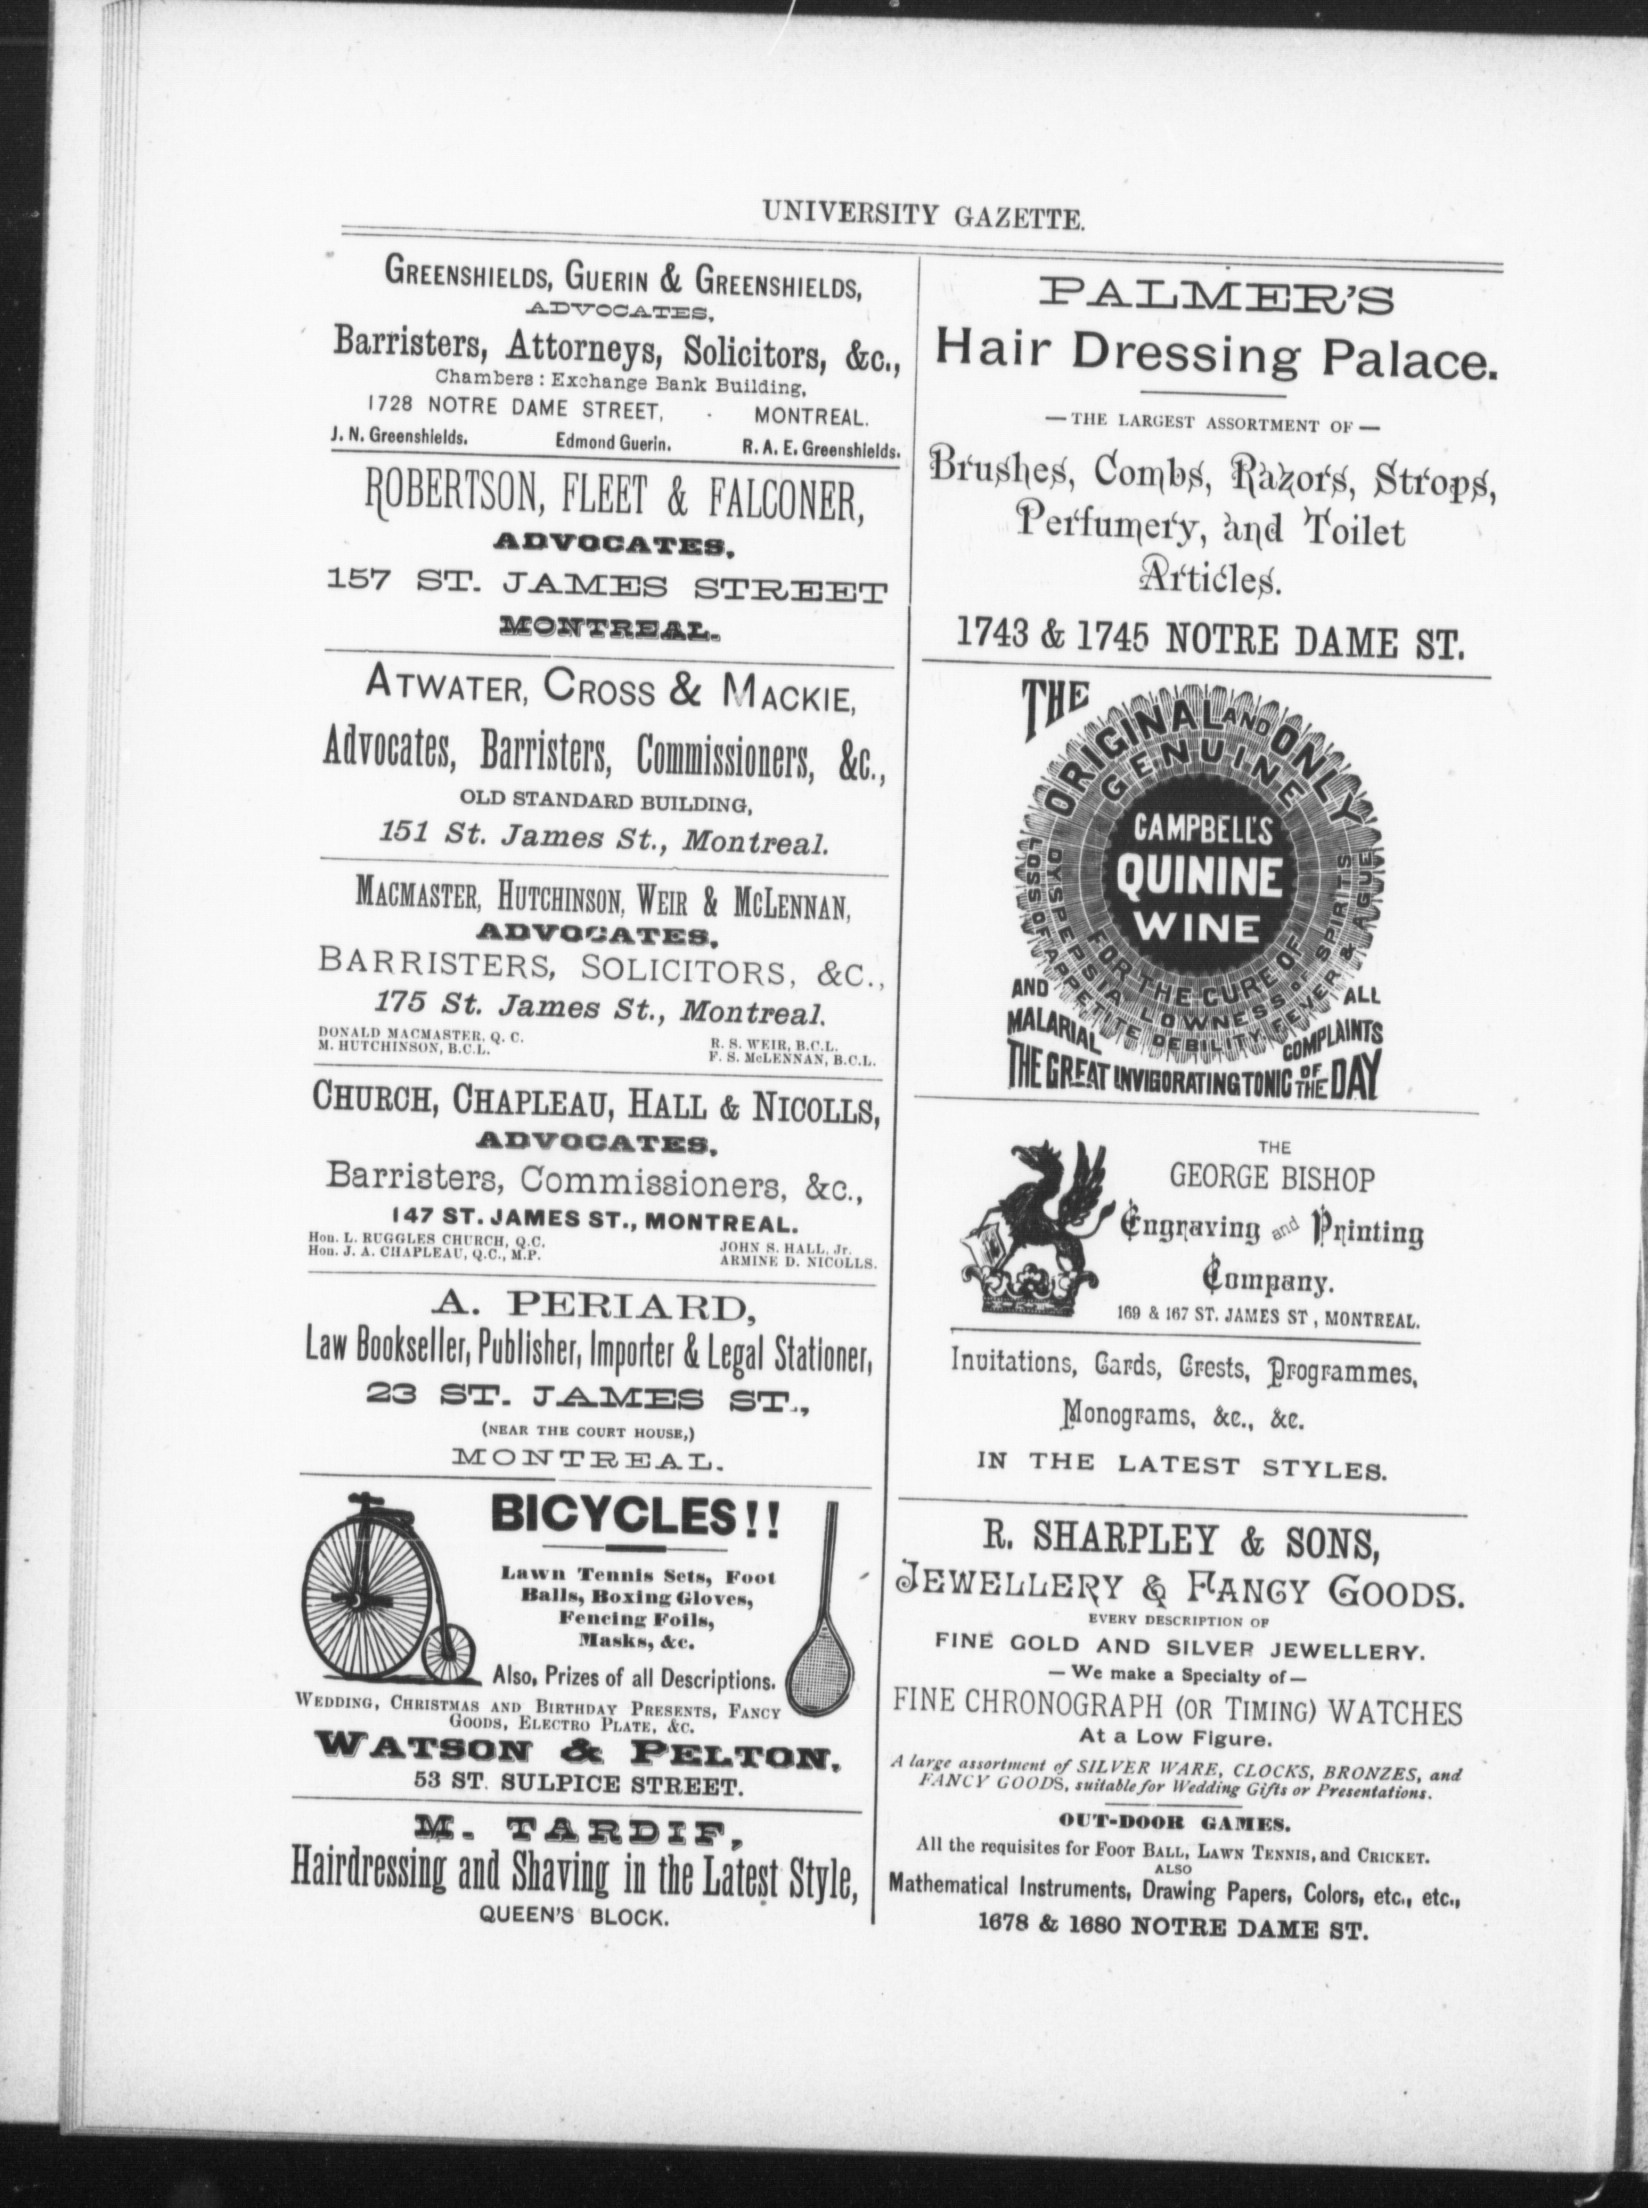 UNIVERSITY GAZETTE.
GREENSHIELDS, GUERIN & GREENSHIELDS,
ADVOCATES,
Barristers, Attorneys, Solicitors, &c.,
Chambers : Exchange Bank Building,
1728 NOTRE DAME STREET, - MONTREAL.
J. N. Greenshields. Edmond Guerin. R. A. E. Greenshields.
ROBERTSON, FLEET & FALCONER,
ADVOCATES,
157 ST. JAMES STREET
MONTREAL.
ATWATER, CROSS & MACKIE,
Advocates, Barristers, Commissioners, &c.,
OLD STANDARD BUILDING,
151 St. James St., Montreal.
MACMASTER, HUTCHINSON, WEIR & MCLENNAN,
ADVOCATES,
BARRISTERS, SOLICITORS, &C.,
175 St. James St., Montreal.
DONALD MACMASTER, Q. C. R. S. WEIR, B.C.L.
M. HUTCHINSON, B.C.L. F. S. McLENNAN, B.C.L.
CHURCH, CHAPLEAU, HALL & NICOLLS,
ADVOCATES,
Barristers, Commissioners, &c.,
147 ST. JAMES ST., MONTREAL.
Hon. L. RUGGLES CHURCH, Q.C. JOHN S. HALL, Jr.
Hon. J. A. CHAPLEAU, Q.C., M.P. ARMINE D. NICOLLS.
A. PERIARD,
Law Bookseller, Publisher, Importer & Legal Stationer,
23 ST. JAMES ST.,
(NEAR THE COURT HOUSE,)
MONTREAL.
BICYCLES!!
Lawn Tennis Sets, Foot
Balls, Boxing Gloves,
Fencing Foils,
Masks, &c.
Also, Prizes of all Descriptions.
WEDDING, CHRISTMAS AND BIRTHDAY PRESENTS, FANCY
GOODS, ELECTRO PLATE, &C.
WATSON & PELTON,
53 ST. SULPICE STREET.
M. TARDIF,
Hairdressing and Shaving in the Latest Style,
QUEEN'S BLOCK.
PALMER'S
Hair Dressing Palace.
— THE LARGEST ASSORTMENT OF —
Brushes, Combs, Razors, Strops,
Perfumery, and Toilet
Articles.
1743 & 1745 NOTRE DAME ST.
THE
ORIGINAL AND ONLY
GENUINE
CAMPBELL'S
QUININE
WINE
FOR THE CURE OF
DYSPEPSIA LOWNESS OF SPIRITS
LOSS OF APPETITE DEBILITY, FEVER & AGUE
AND ALL
MALARIAL COMPLAINTS
THE GREAT INVIGORATING TONIC OF THE DAY
THE
GEORGE BISHOP
Engraving and Printing
Company.
169 & 167 ST. JAMES ST, MONTREAL.
Invitations, Cards, Crests, Programmes,
Monograms, &c., &c.
IN THE LATEST STYLES.
R. SHARPLEY & SONS,
JEWELLERY & FANCY GOODS.
EVERY DESCRIPTION OF
FINE GOLD AND SILVER JEWELLERY.
— We make a Specialty of —
FINE CHRONOGRAPH (OR TIMING) WATCHES
At a Low Figure.
A large assortment of SILVER WARE, CLOCKS, BRONZES, and
FANCY GOODS, suitable for Wedding Gifts or Presentations.
OUT-DOOR GAMES.
All the requisites for FOOT BALL, LAWN TENNIS, and CRICKET.
ALSO
Mathematical Instruments, Drawing Papers, Colors, etc., etc.,
1678 & 1680 NOTRE DAME ST.